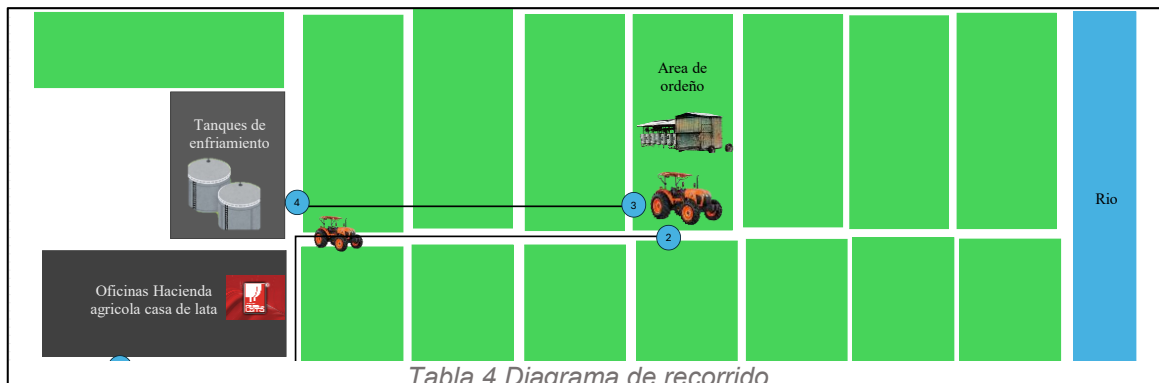 Area de
ordeño
Tanques de
enfriamiento
4
3
2
Rio
Oficinas Hacienda
agricola casa de lata
Tabla 4 Diagrama de recorrido